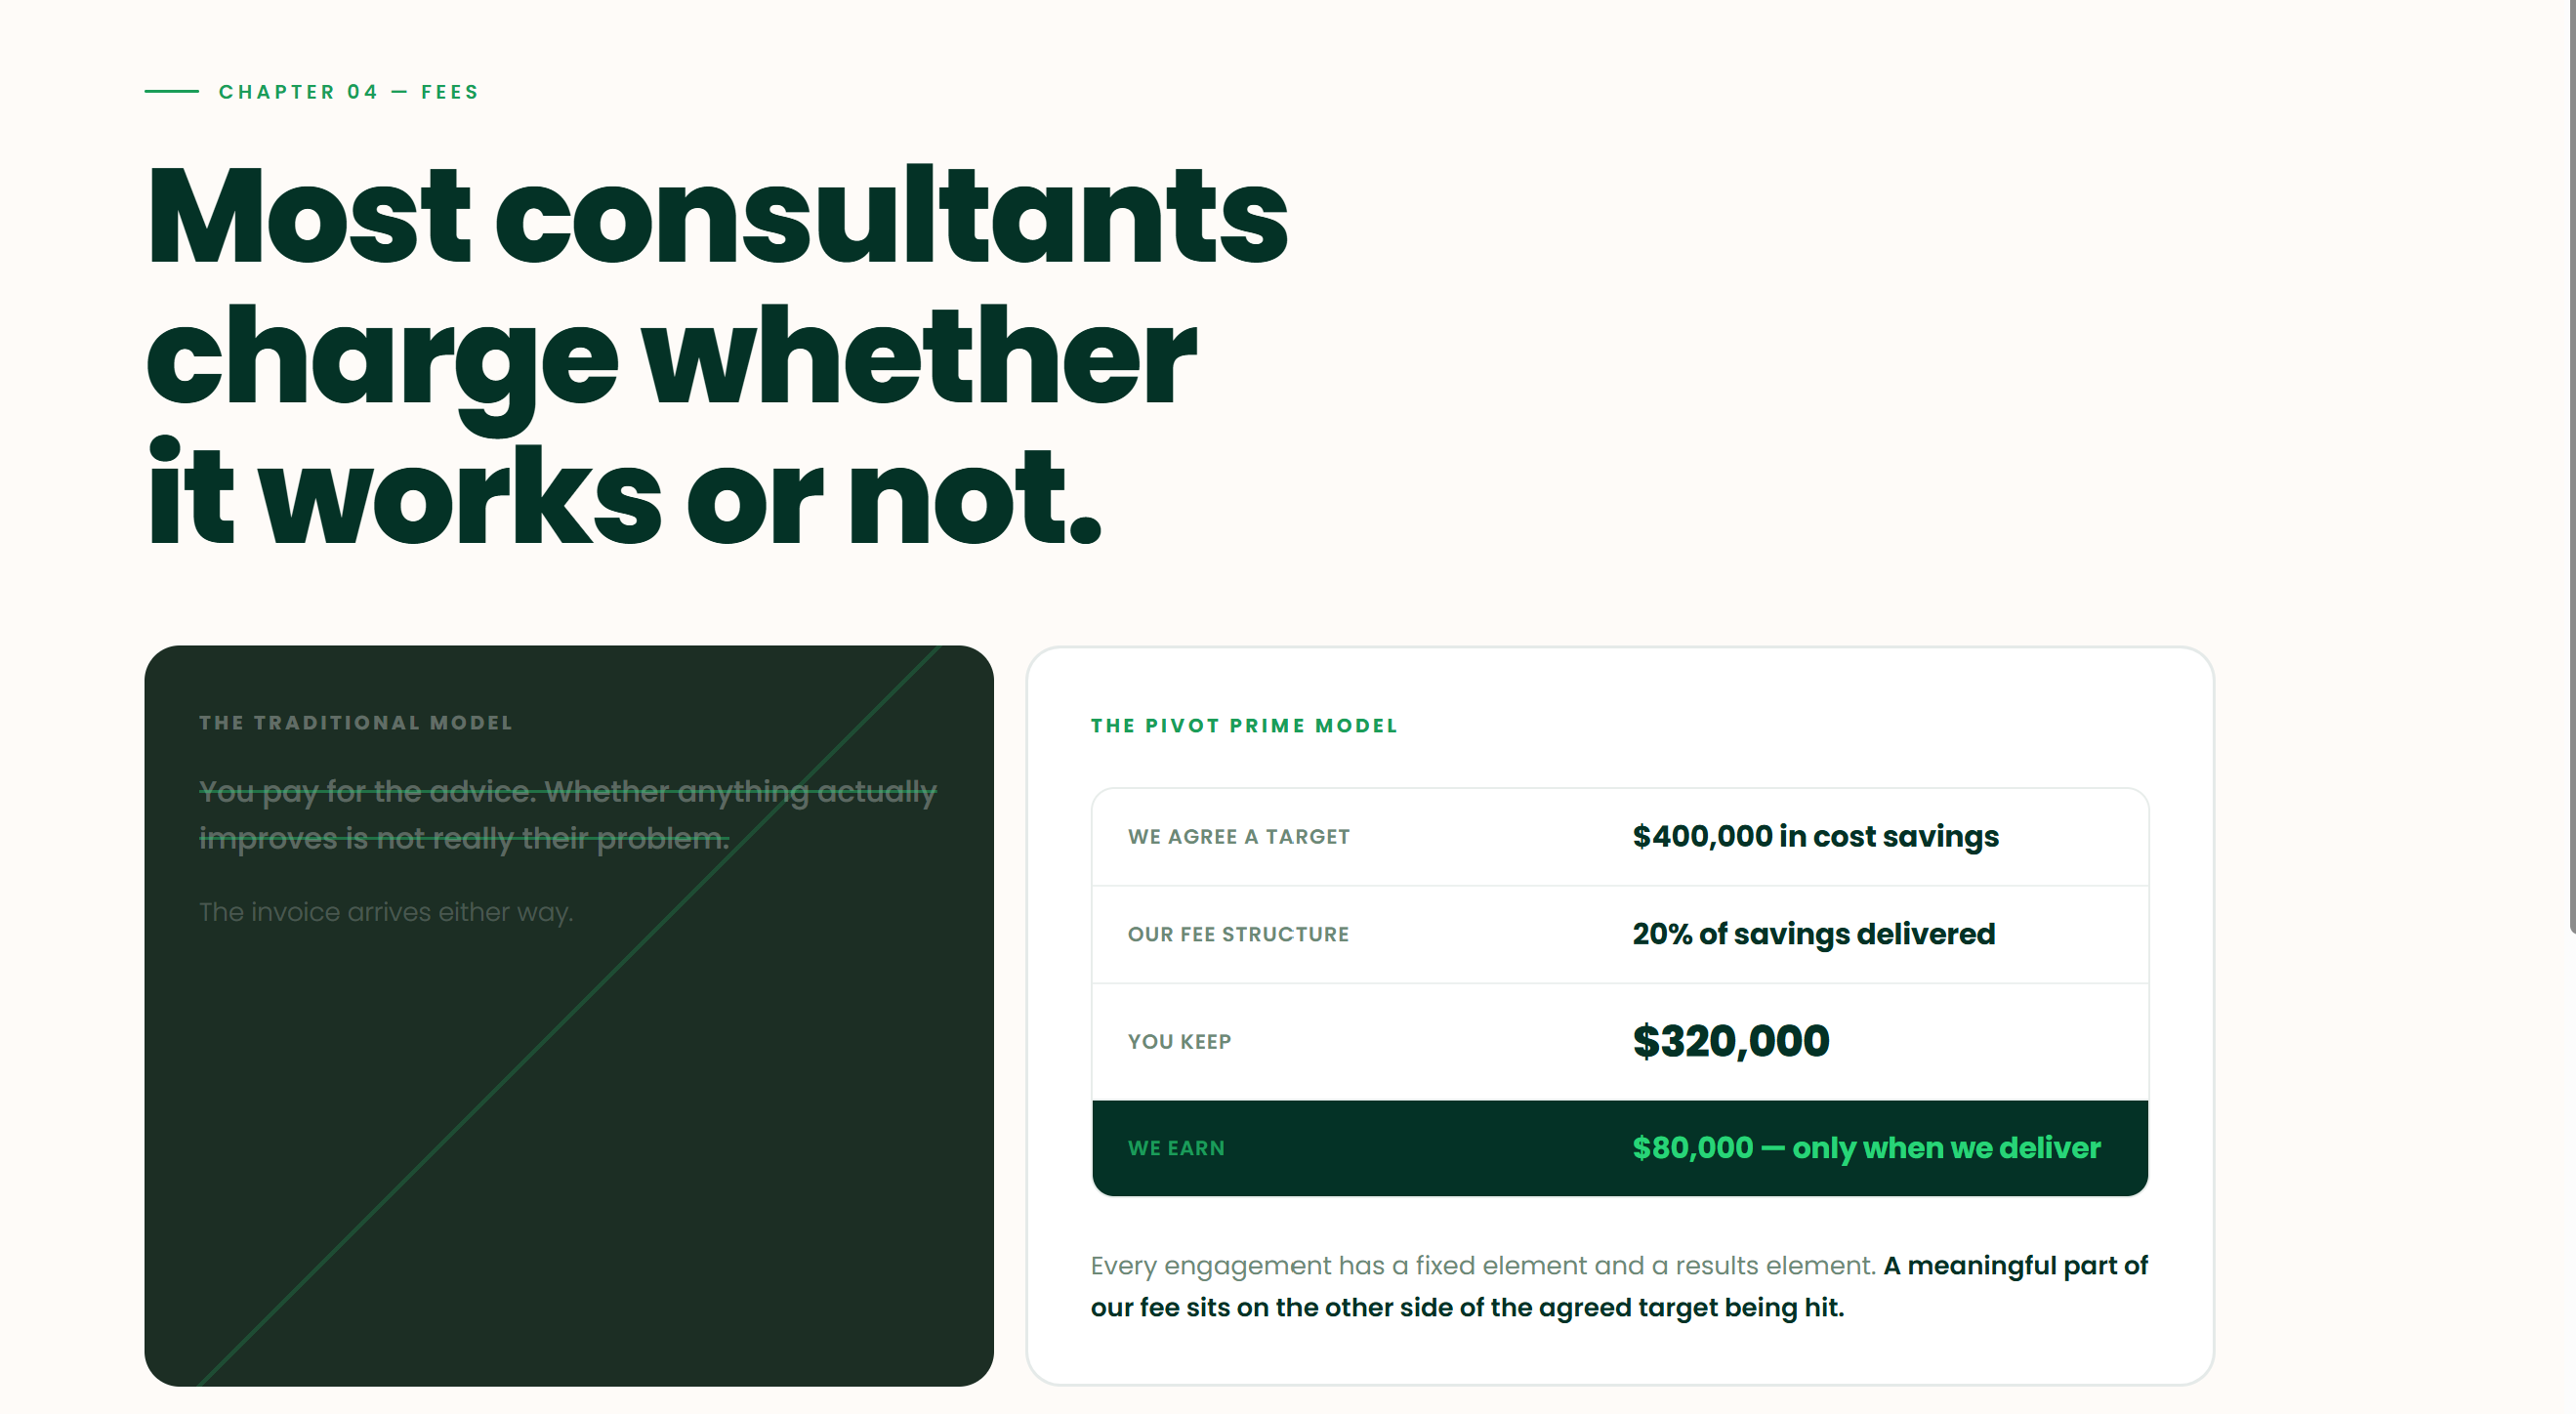 CHAPTER 04 — FEES
Most consultants
charge whether
it works or not.
THE TRADITIONAL MODEL
You pay for the advice. Whether anything actually
improves is not really their problem.
The invoice arrives either way.
THE PIVOT PRIME MODEL
WE AGREE A TARGET $400,000 in cost savings
OUR FEE STRUCTURE 20% of savings delivered
YOU KEEP $320,000
WE EARN $80,000 — only when we deliver
Every engagement has a fixed element and a results element. A meaningful part of
our fee sits on the other side of the agreed target being hit.